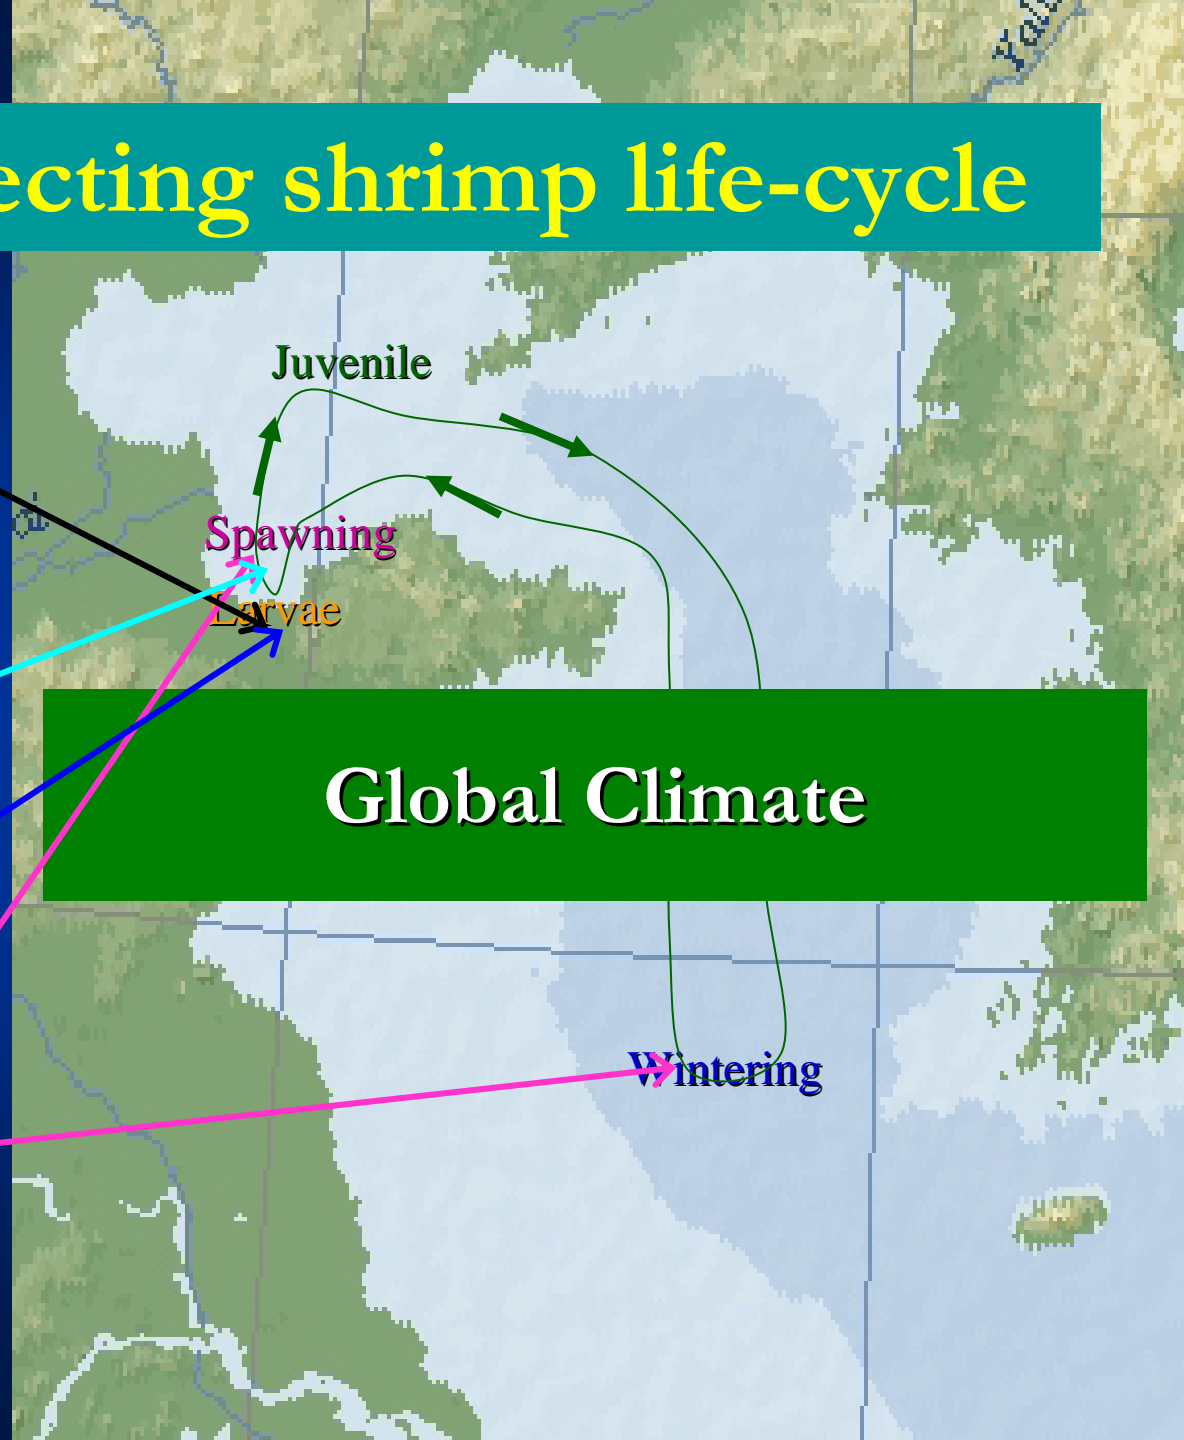 ecting shrimp life-cycle
Juvenile
Spawning
Larvae
Global Climate
Wintering